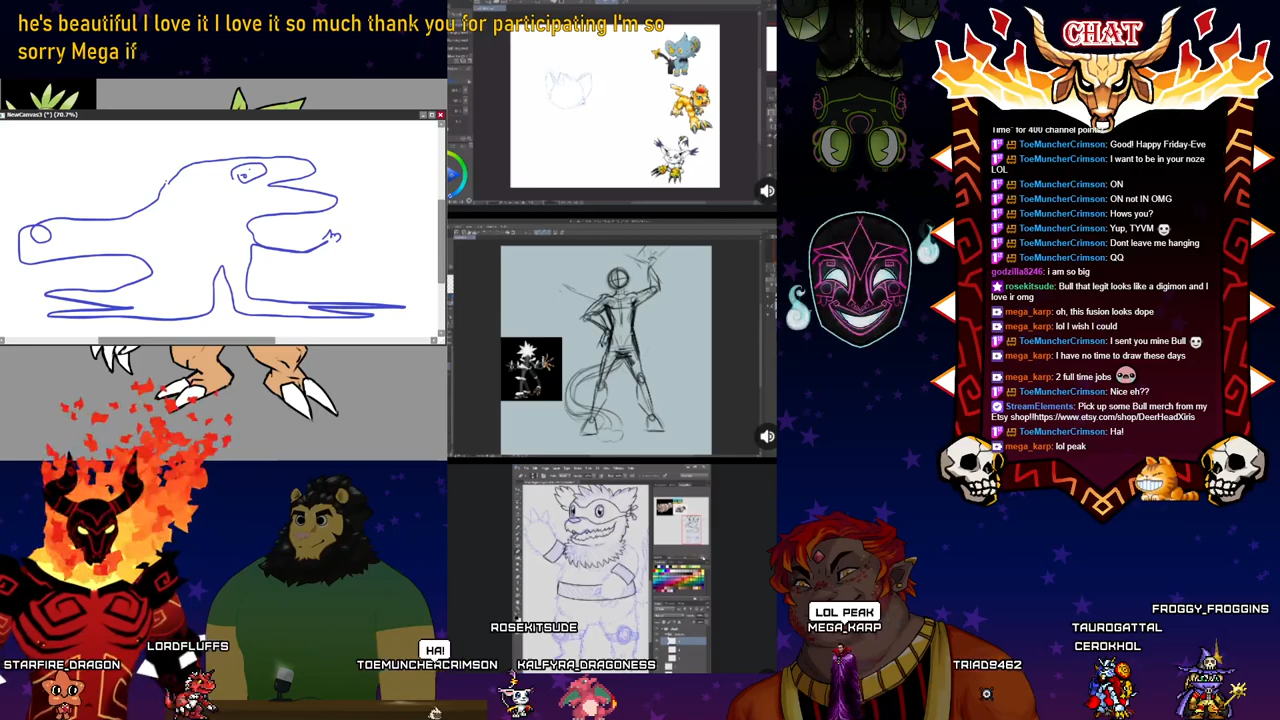 he's beautiful I love it I love it so much thank you for participating I'm so
sorry Mega if
NewCanvas3 (*) (70.7%)
CHAT
Time" for 400 channel points
ToeMuncherCrimson: Good! Happy Friday-Eve
ToeMuncherCrimson: I want to be in your noze
LOL
ToeMuncherCrimson: ON
ToeMuncherCrimson: ON not IN OMG
ToeMuncherCrimson: Hows you?
ToeMuncherCrimson: Yup, TYVM
ToeMuncherCrimson: Dont leave me hanging
ToeMuncherCrimson: QQ
godzilla8246: i am so big
rosekitsude: Bull that legit looks like a digimon and I
love ir omg
mega_karp: oh, this fusion looks dope
mega_karp: lol I wish I could
ToeMuncherCrimson: I sent you mine Bull
mega_karp: I have no time to draw these days
mega_karp: 2 full time jobs
ToeMuncherCrimson: Nice eh??
StreamElements: Pick up some Bull merch from my
Etsy shop!!https://www.etsy.com/shop/DeerHeadXiris
ToeMuncherCrimson: Ha!
mega_karp: lol peak
STARFIRE_DRAGON
LORDFLUFFS
HA!
TOEMUNCHERCRIMSON
ROSEKITSUDE
KALFYRA_DRAGONESS
LOL PEAK
MEGA_KARP
TRIAD9462
TAUROGATTAL
CEROKHOL
FROGGY_FROGGINS